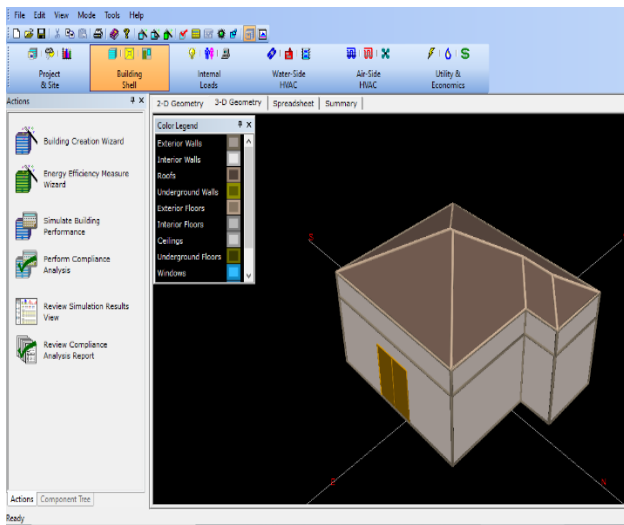 File Edit View Mode Tools Help
Project & Site
Building Shell
Internal Loads
Water-Side HVAC
Air-Side HVAC
Utility & Economics
Actions
2-D Geometry 3-D Geometry Spreadsheet Summary
Color Legend
Exterior Walls
Interior Walls
Roofs
Underground Walls
Exterior Floors
Interior Floors
Ceilings
Underground Floors
Windows
Building Creation Wizard
Energy Efficiency Measure
Wizard
Simulate Building
Performance
Perform Compliance
Analysis
Review Simulation Results
View
Review Compliance
Analysis Report
Actions Component Tree
Ready